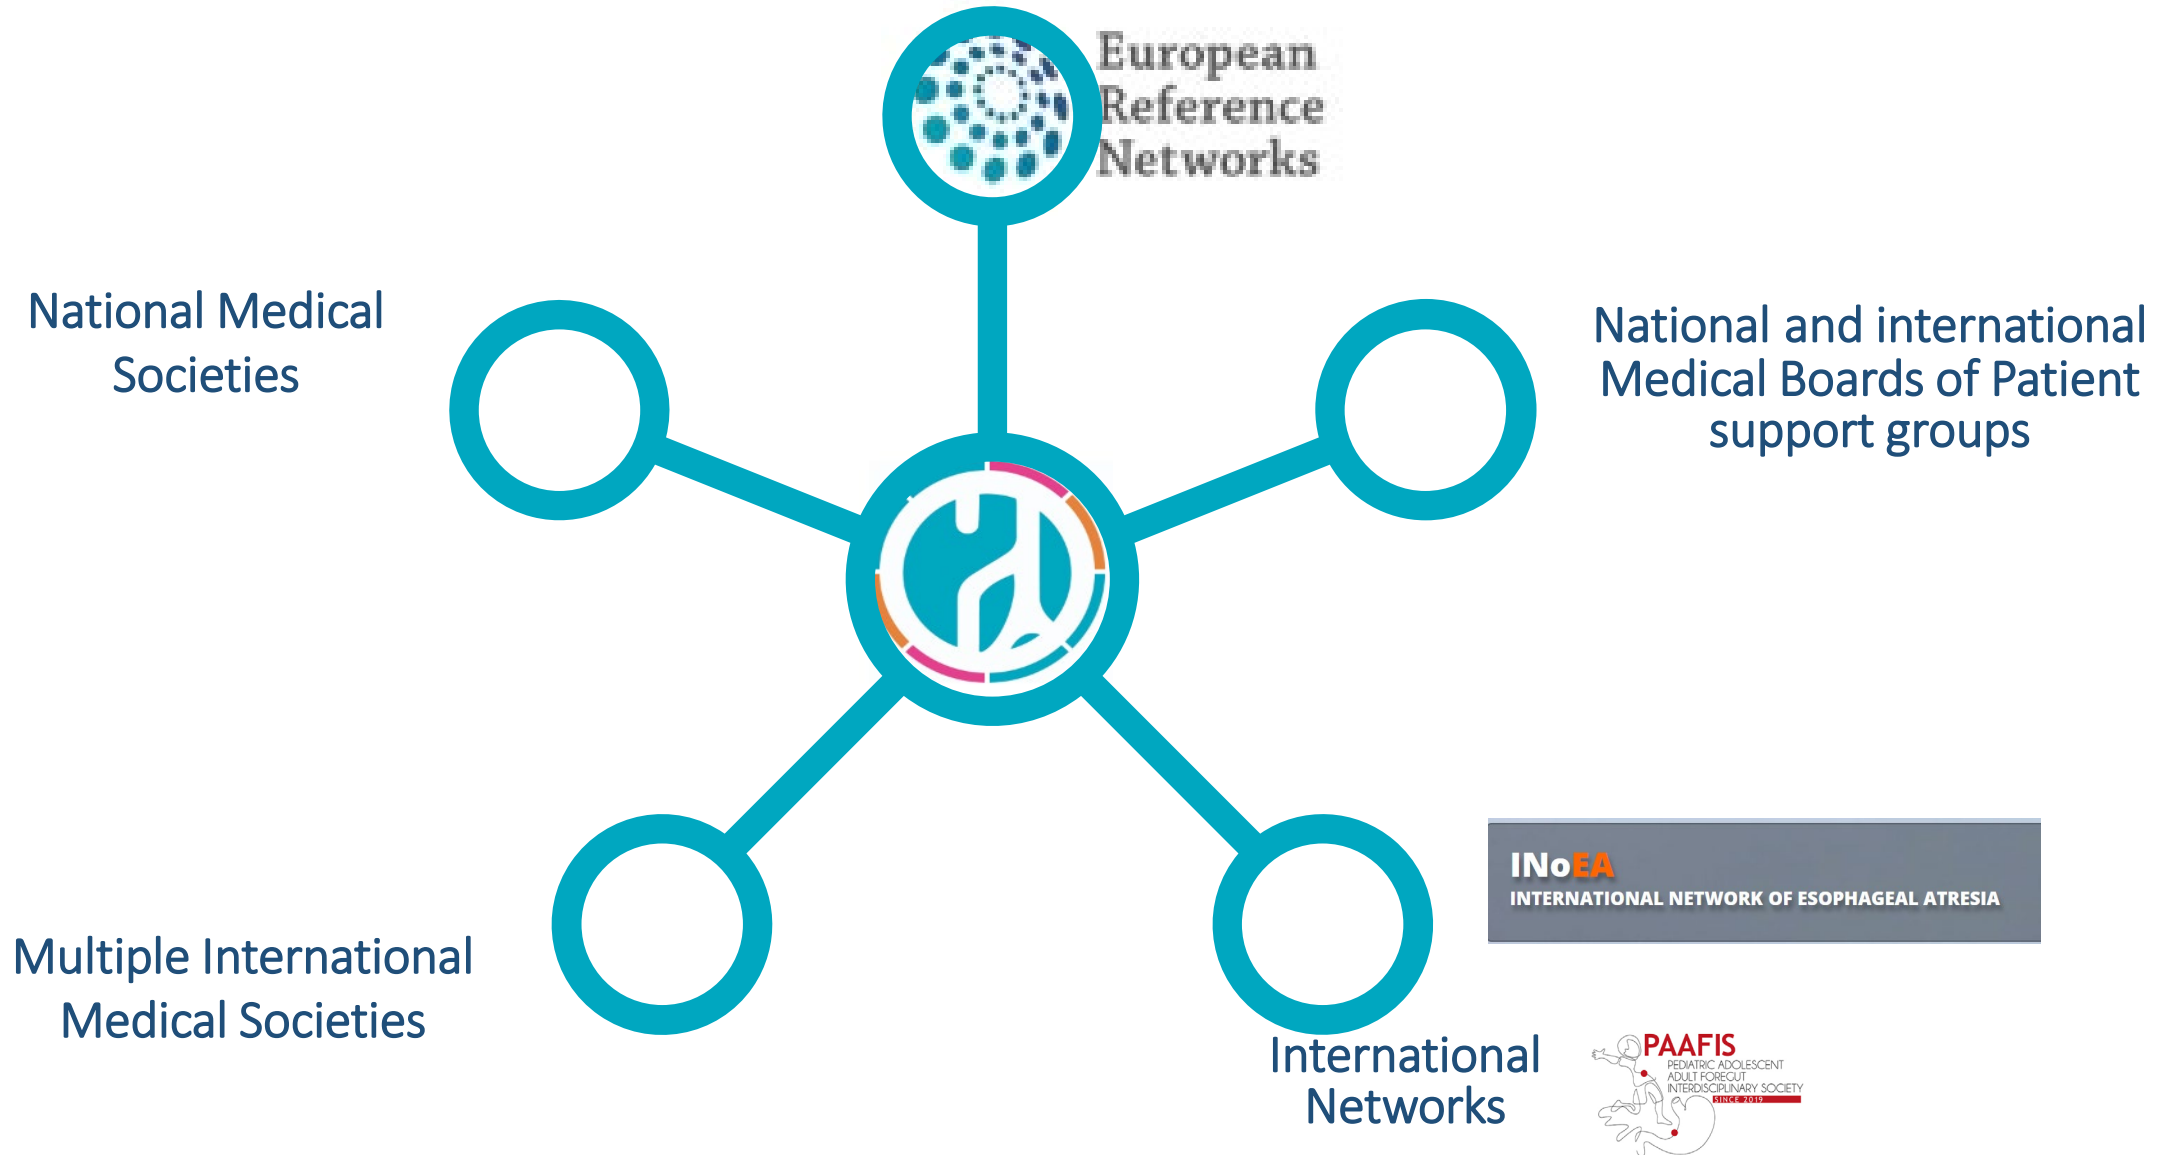 European
Reference
Networks
National Medical
Societies
National and international
Medical Boards of Patient
support groups
INoEA
INTERNATIONAL NETWORK OF ESOPHAGEAL ATRESIA
Multiple International
Medical Societies
International
Networks
PAAFIS
PEDIATRIC ADOLESCENT
ADULT FOREGUT
INTERDISCIPLINARY SOCIETY
SINCE 2019